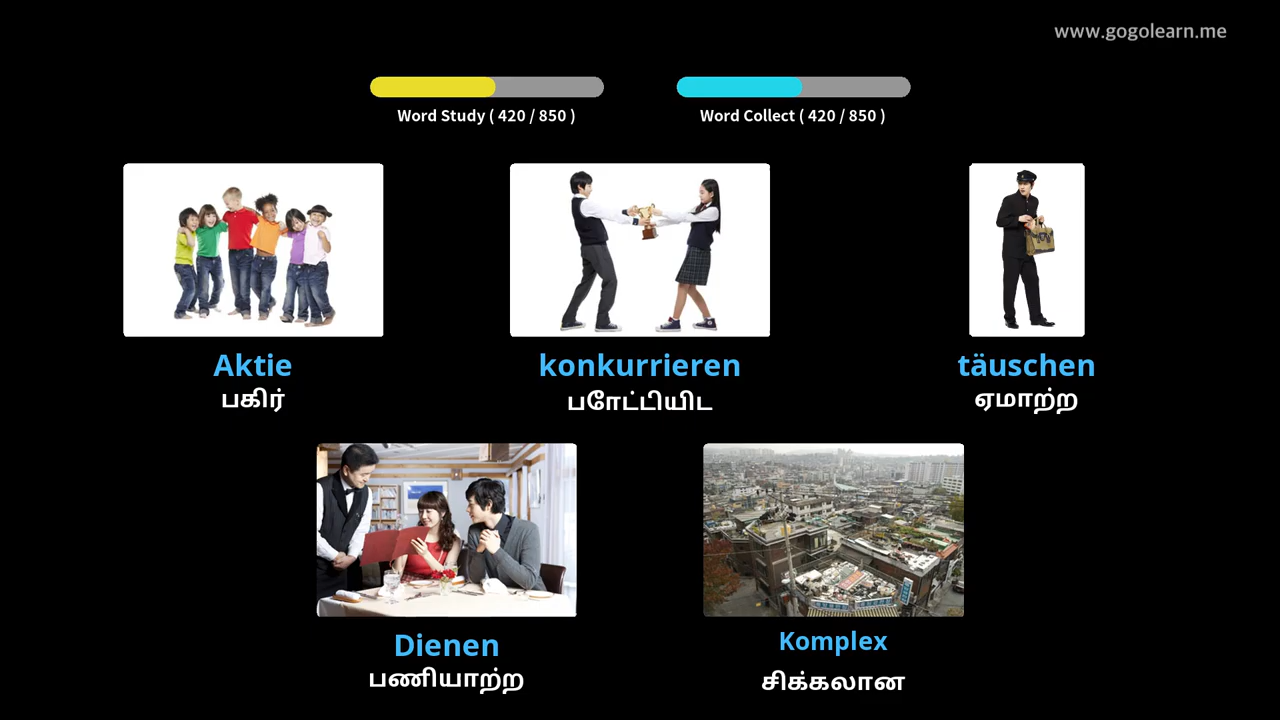 www.gogolearn.me
Word Study ( 420 / 850 )
Word Collect ( 420 / 850 )
Aktie
பகிர்
konkurrieren
போட்டியிட
täuschen
ஏமாற்ற
Dienen
பணியாற்ற
Komplex
சிக்கலான